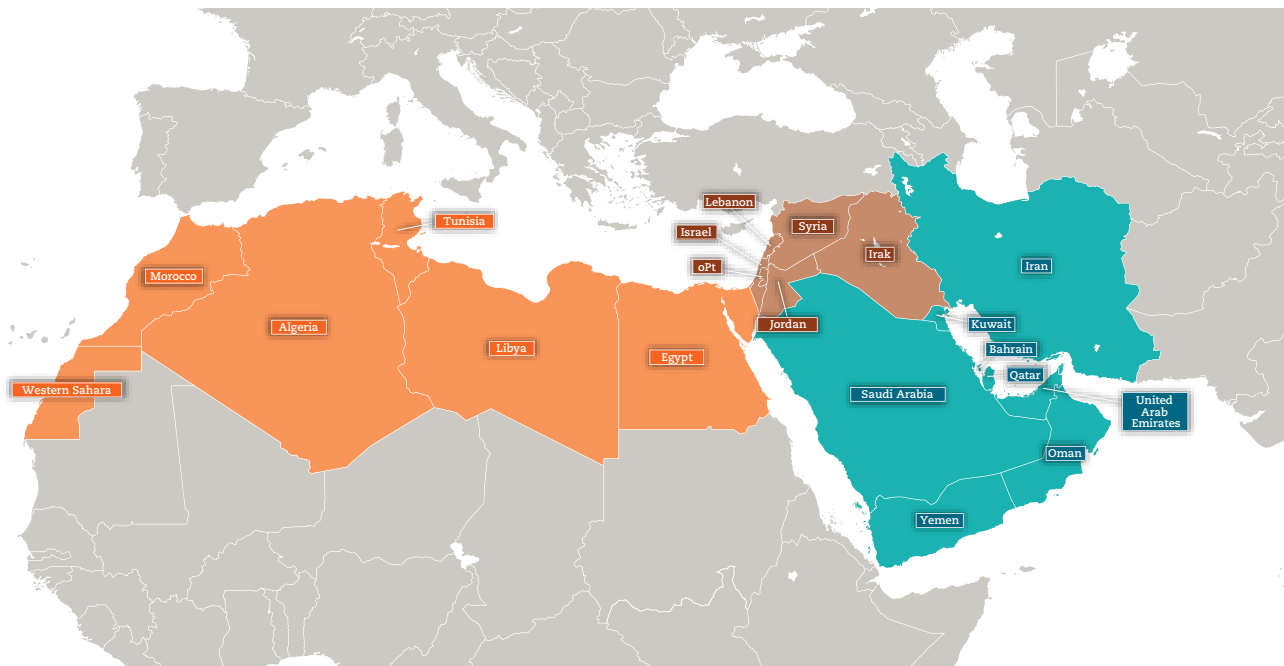 Lebanon
Tunisia
Israel
Syria
Irak
oPt
Iran
Morocco
Algeria
Jordan
Kuwait
Libya
Bahrain
Egypt
Qatar
Western Sahara
Saudi Arabia
United
Arab
Emirates
Oman
Yemen